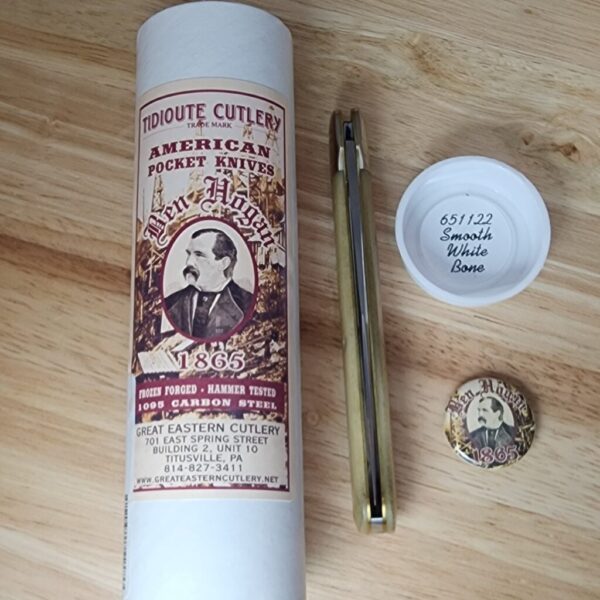 TIDIOUTE CUTLERY
TRADE MARK
AMERICAN
POCKET KNIVES
Ben Hogan
1865
FROZEN FORGED - HAMMER TESTED
1095 CARBON STEEL
GREAT EASTERN CUTLERY
701 EAST SPRING STREET
BUILDING 2, UNIT 10
TITUSVILLE, PA
814-827-3411
WWW.GREATEASTERNCUTLERY.NET
651122
Smooth
White
Bone
Ben Hogan
1865